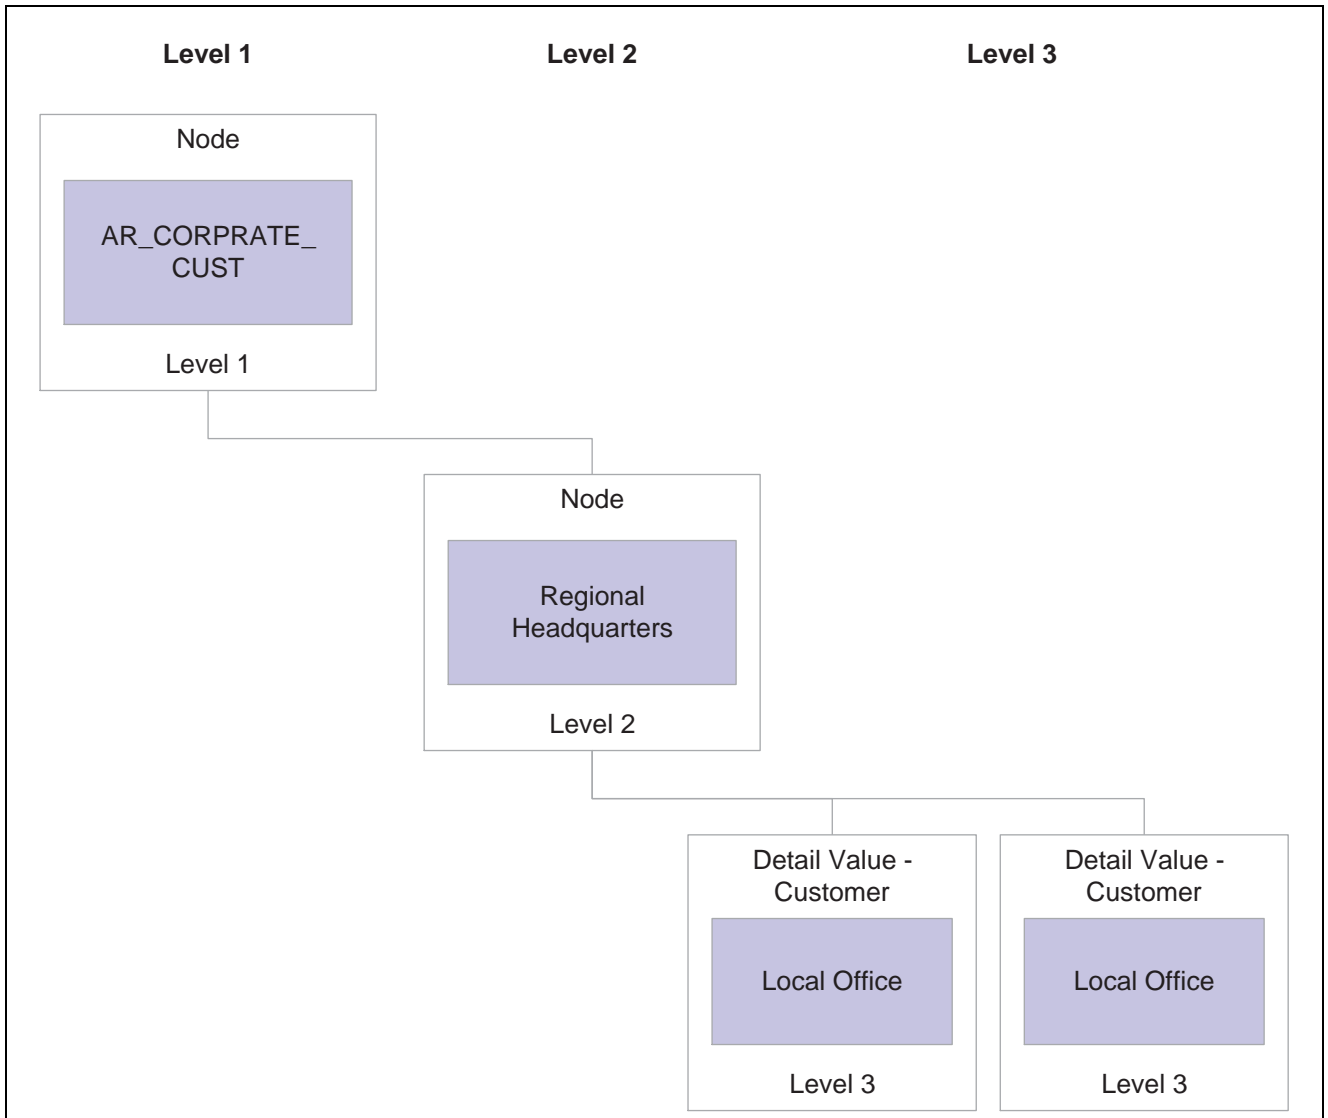 Level 1
Level 2
Level 3
Node
AR_CORPRATE_
CUST
Level 1
Node
Regional
Headquarters
Level 2
Detail Value -
Customer
Local Office
Level 3
Detail Value -
Customer
Local Office
Level 3